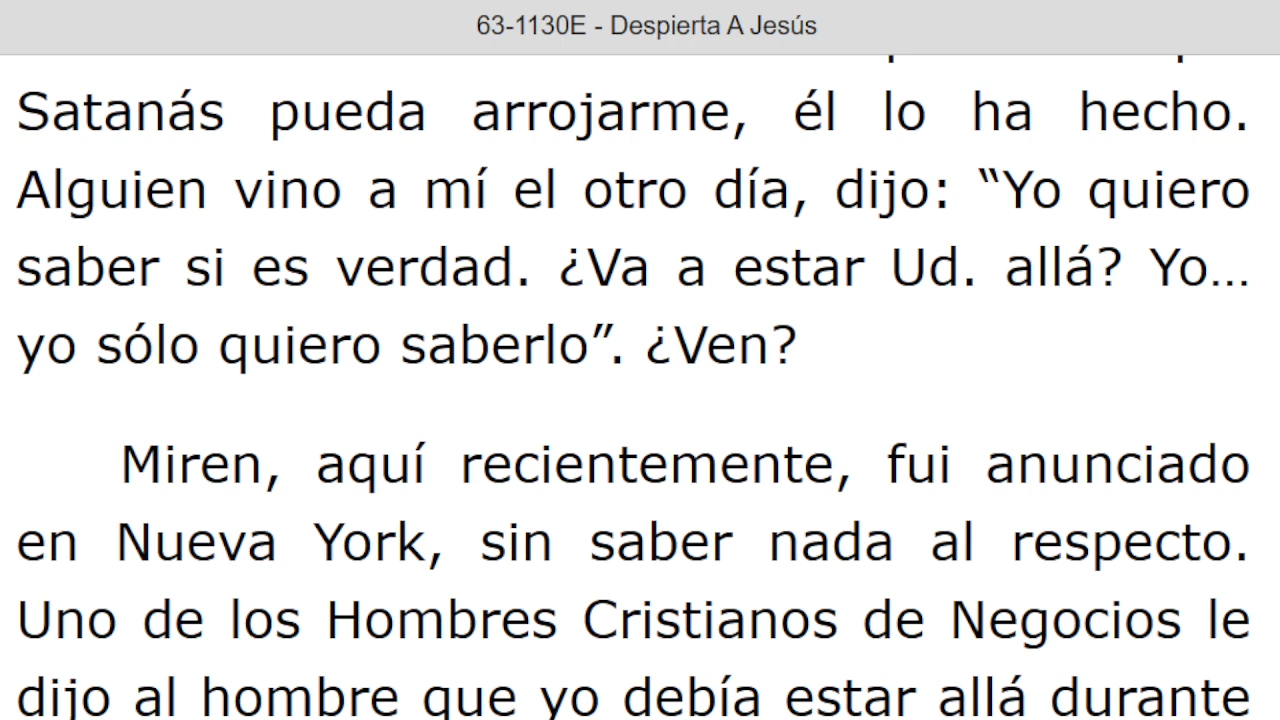 63-1130E - Despierta A Jesús
Satanás pueda arrojarme, él lo ha hecho.
Alguien vino a mí el otro día, dijo: “Yo quiero
saber si es verdad. ¿Va a estar Ud. allá? Yo...
yo sólo quiero saberlo”. ¿Ven?
Miren, aquí recientemente, fui anunciado
en Nueva York, sin saber nada al respecto.
Uno de los Hombres Cristianos de Negocios le
dijo al hombre que yo debía estar allá durante